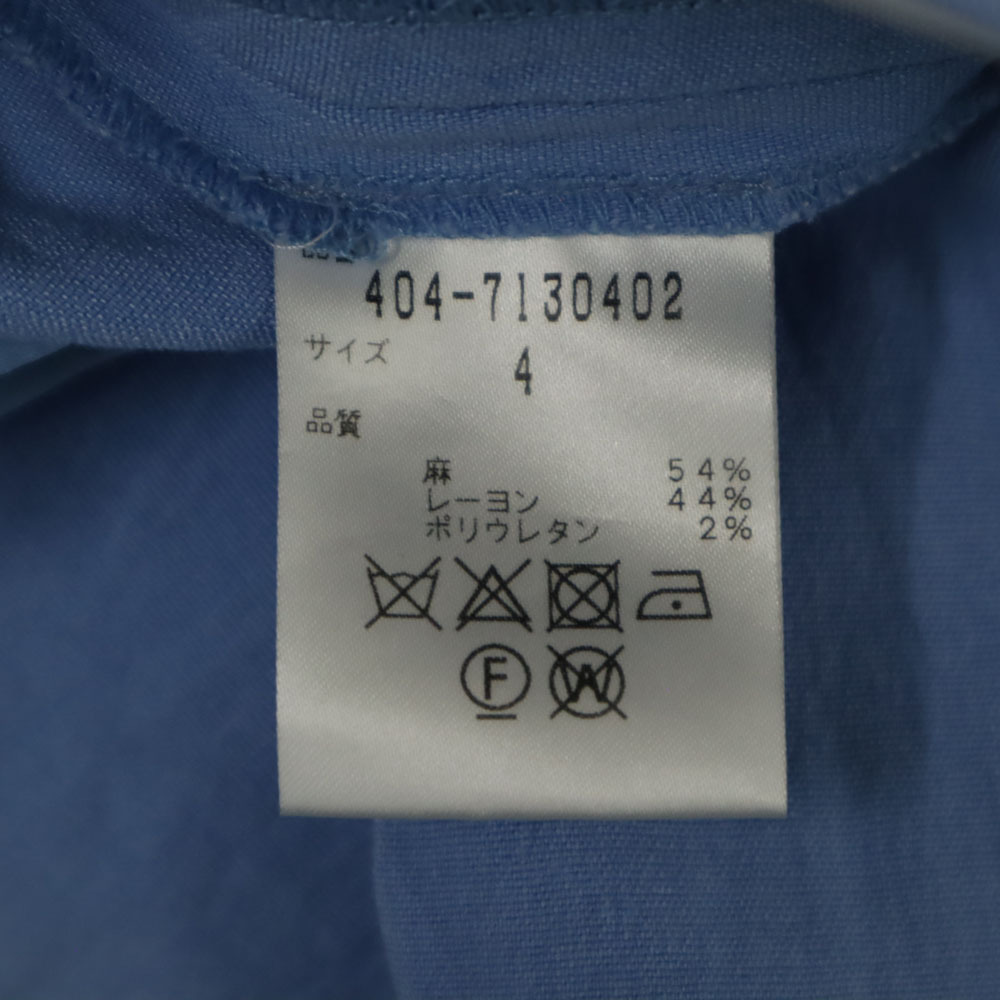 404-7130402
サイズ 4
品質
麻 54%
レーヨン 44%
ポリウレタン 2%
F W